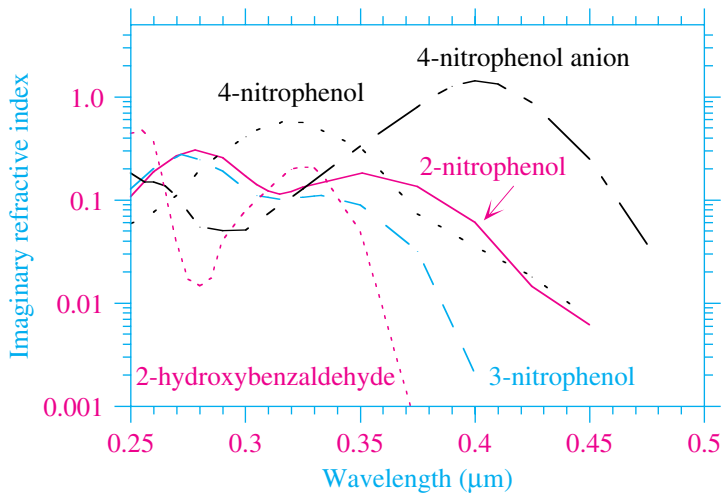 4-nitrophenol anion
4-nitrophenol
2-nitrophenol
2-hydroxybenzaldehyde
3-nitrophenol
Imaginary refractive index
1.0
0.1
0.01
0.001
0.25 0.3 0.35 0.4 0.45 0.5
Wavelength (μm)